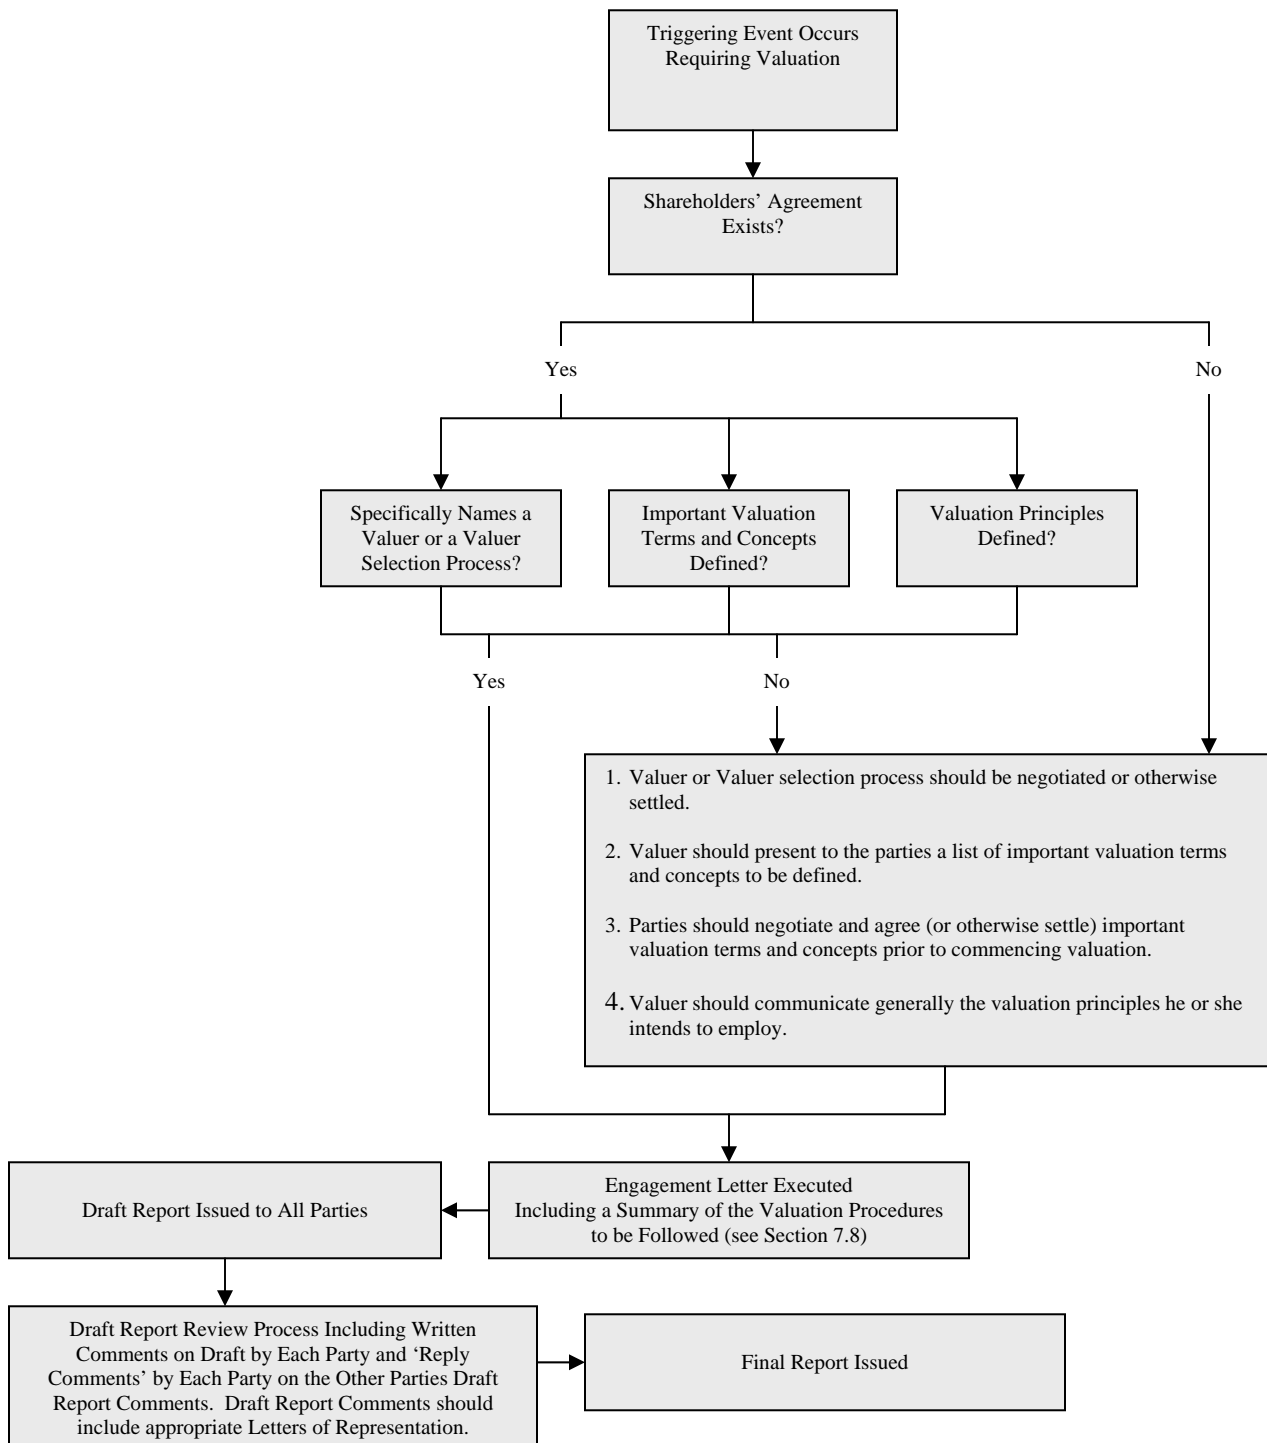 Triggering Event Occurs
Requiring Valuation
Shareholders’ Agreement
Exists?
Yes
No
Specifically Names a
Valuer or a Valuer
Selection Process?
Important Valuation
Terms and Concepts
Defined?
Valuation Principles
Defined?
Yes
No
1. Valuer or Valuer selection process should be negotiated or otherwise
settled.
2. Valuer should present to the parties a list of important valuation terms
and concepts to be defined.
3. Parties should negotiate and agree (or otherwise settle) important
valuation terms and concepts prior to commencing valuation.
4. Valuer should communicate generally the valuation principles he or she
intends to employ.
Engagement Letter Executed
Including a Summary of the Valuation Procedures
to be Followed (see Section 7.8)
Draft Report Issued to All Parties
Draft Report Review Process Including Written
Comments on Draft by Each Party and ‘Reply
Comments’ by Each Party on the Other Parties Draft
Report Comments.  Draft Report Comments should
include appropriate Letters of Representation.
Final Report Issued